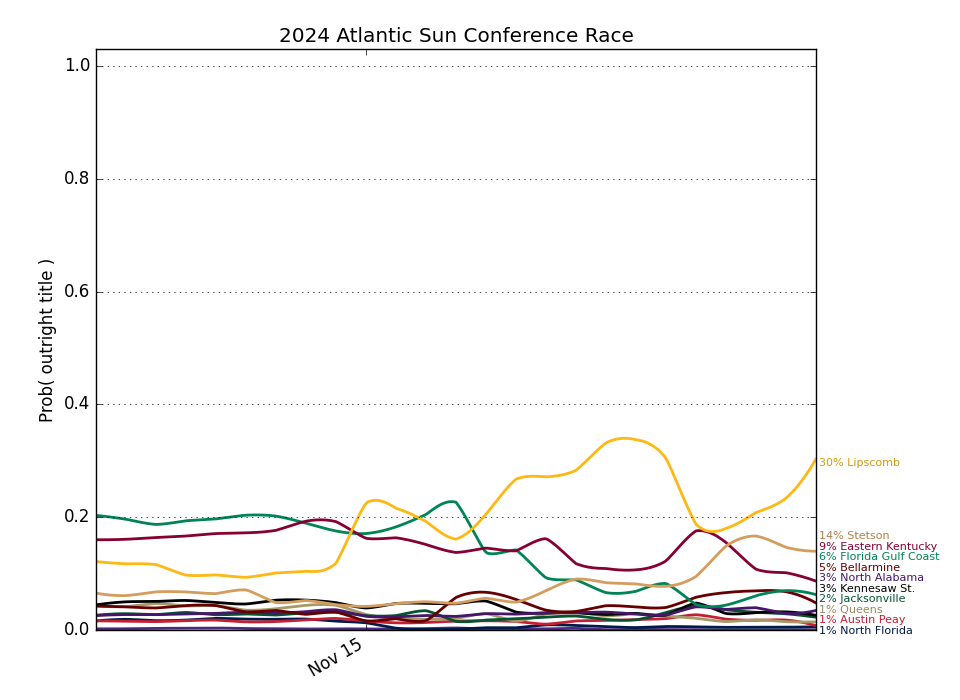 2024 Atlantic Sun Conference Race
Prob( outright title )
1.0
0.8
0.6
0.4
0.2
0.0
Nov 15
30% Lipscomb
14% Stetson
9% Eastern Kentucky
6% Florida Gulf Coast
5% Bellarmine
3% North Alabama
3% Kennesaw St.
2% Jacksonville
1% Queens
1% Austin Peay
1% North Florida